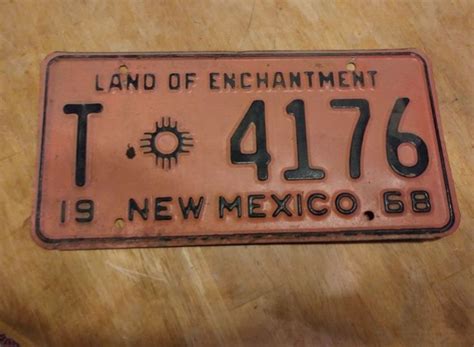 LAND OF ENCHANTMENT
T 4176
19 NEW MEXICO 68